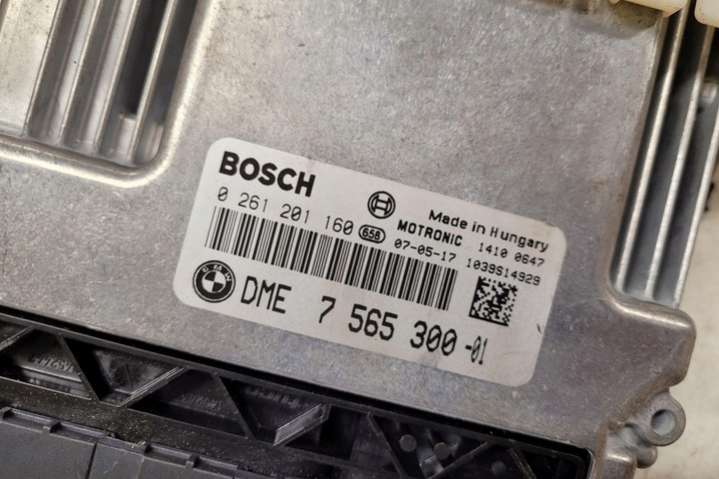 BOSCH
Made in Hungary
0 261 201 160 658 MOTRONIC 1410 0647
07-05-17 1039S14929
BMW DME 7 565 300-01